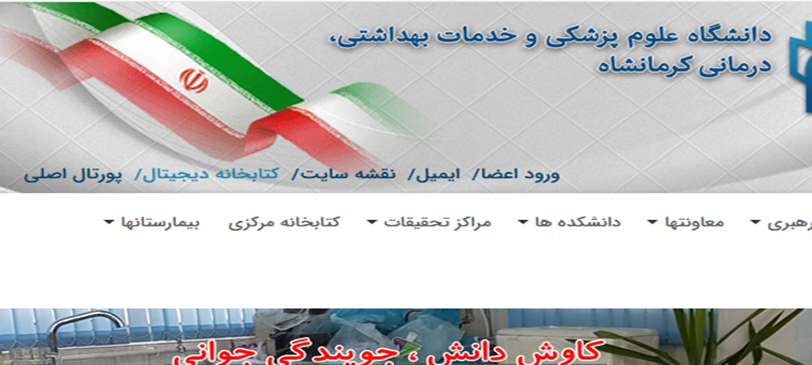 دانشگاه علوم پزشکی و خدمات بهداشتی،
درمانی کرمانشاه
ورود اعضا/ ایمیل/ نقشه سایت/ کتابخانه دیجیتال/ پورتال اصلی
معاونتها دانشکده ها مراکز تحقیقات کتابخانه مرکزی بیمارستانها
کاوش دانش ، جویندگی جوانی